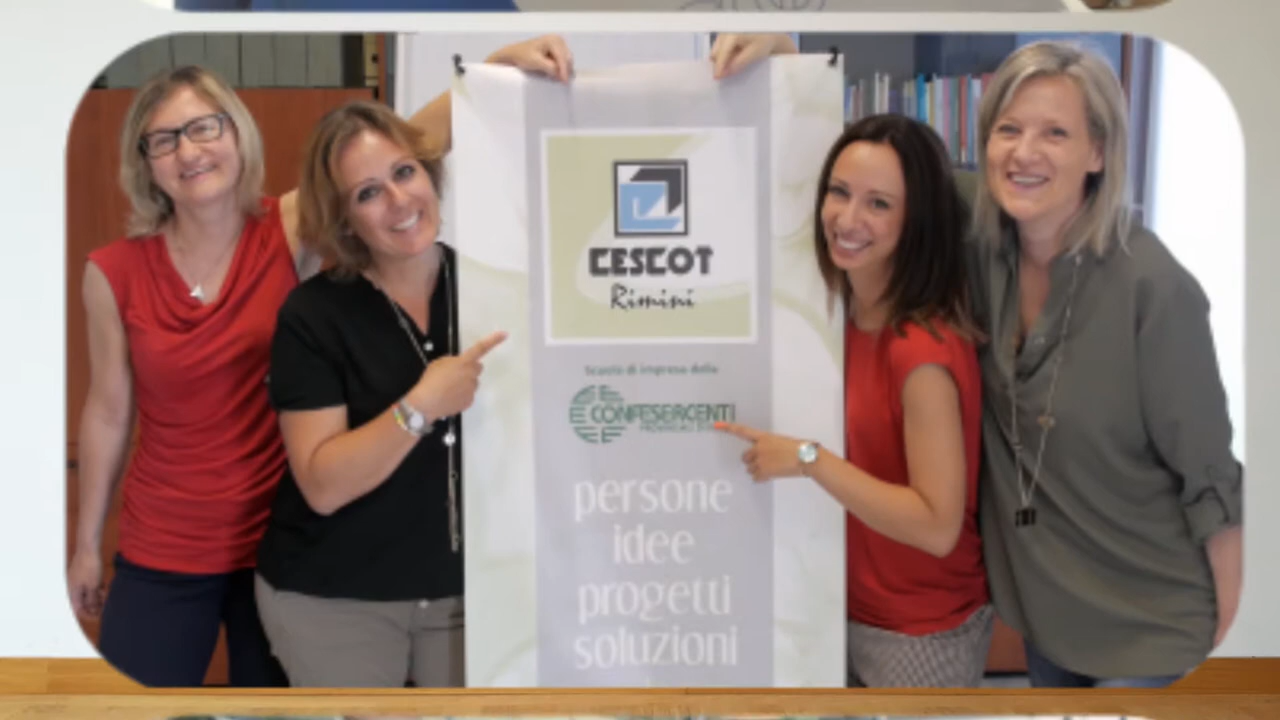 CESCOT
Rimini
Scuola di impresa della
CONFESERCENTI
persone
idee
progetti
soluzioni